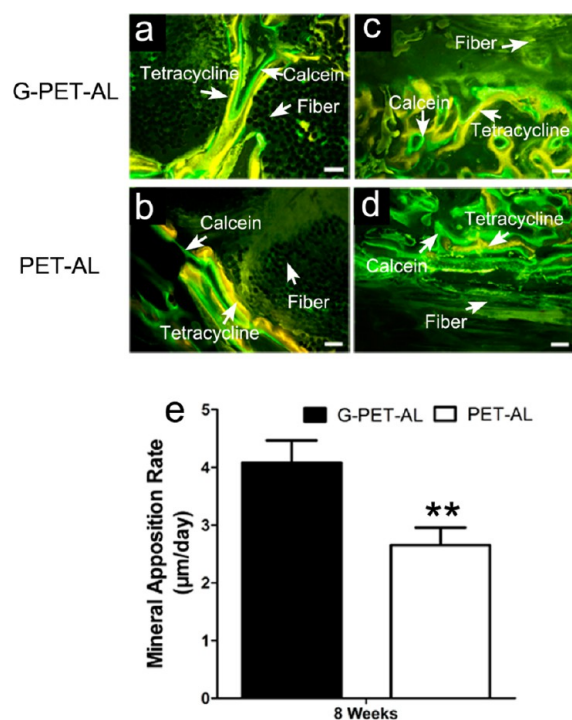 G-PET-AL
a
Tetracycline
Calcein
Fiber
c
Fiber
Calcein
Tetracycline
PET-AL
b
Calcein
Fiber
Tetracycline
d
Tetracycline
Calcein
Fiber
e
G-PET-AL
PET-AL
Mineral Apposition Rate
(μm/day)
5
4
3
2
1
0
**
8 Weeks